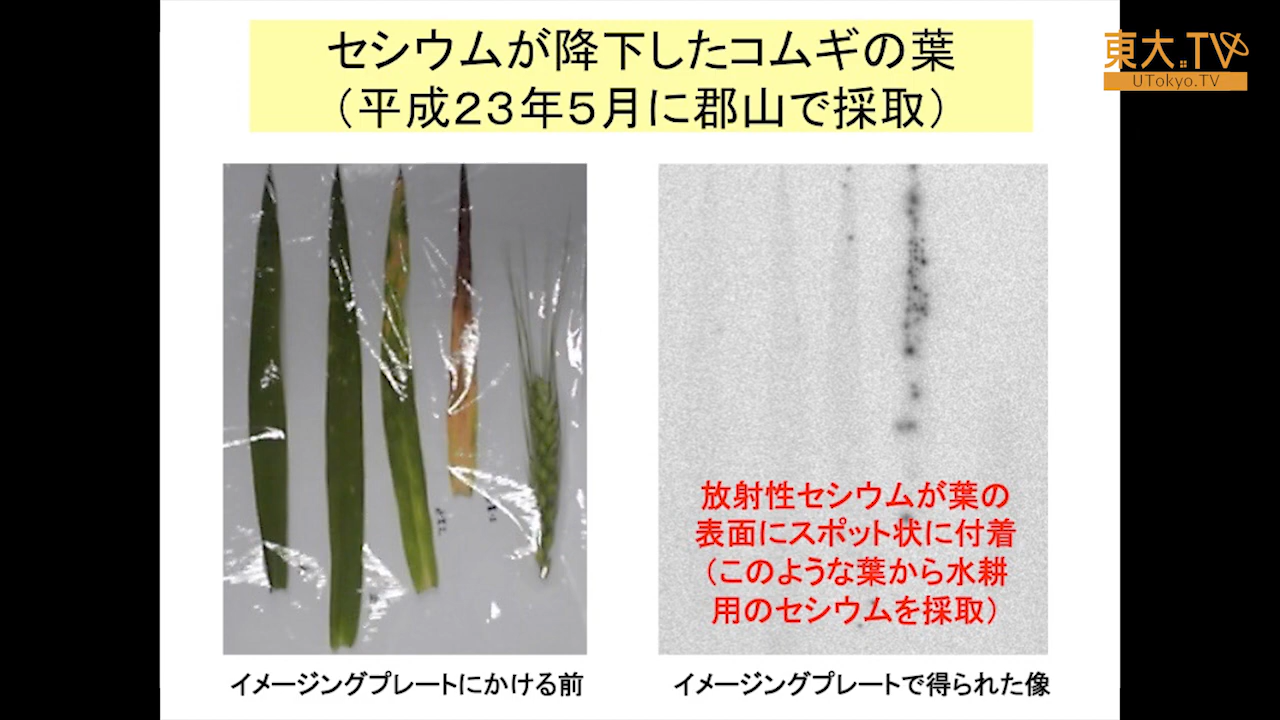 セシウムが降下したコムギの葉
（平成２３年５月に郡山で採取）
東大.TV
UTokyo.TV
放射性セシウムが葉の
表面にスポット状に付着
（このような葉から水耕
用のセシウムを採取）
イメージングプレートにかける前
イメージングプレートで得られた像